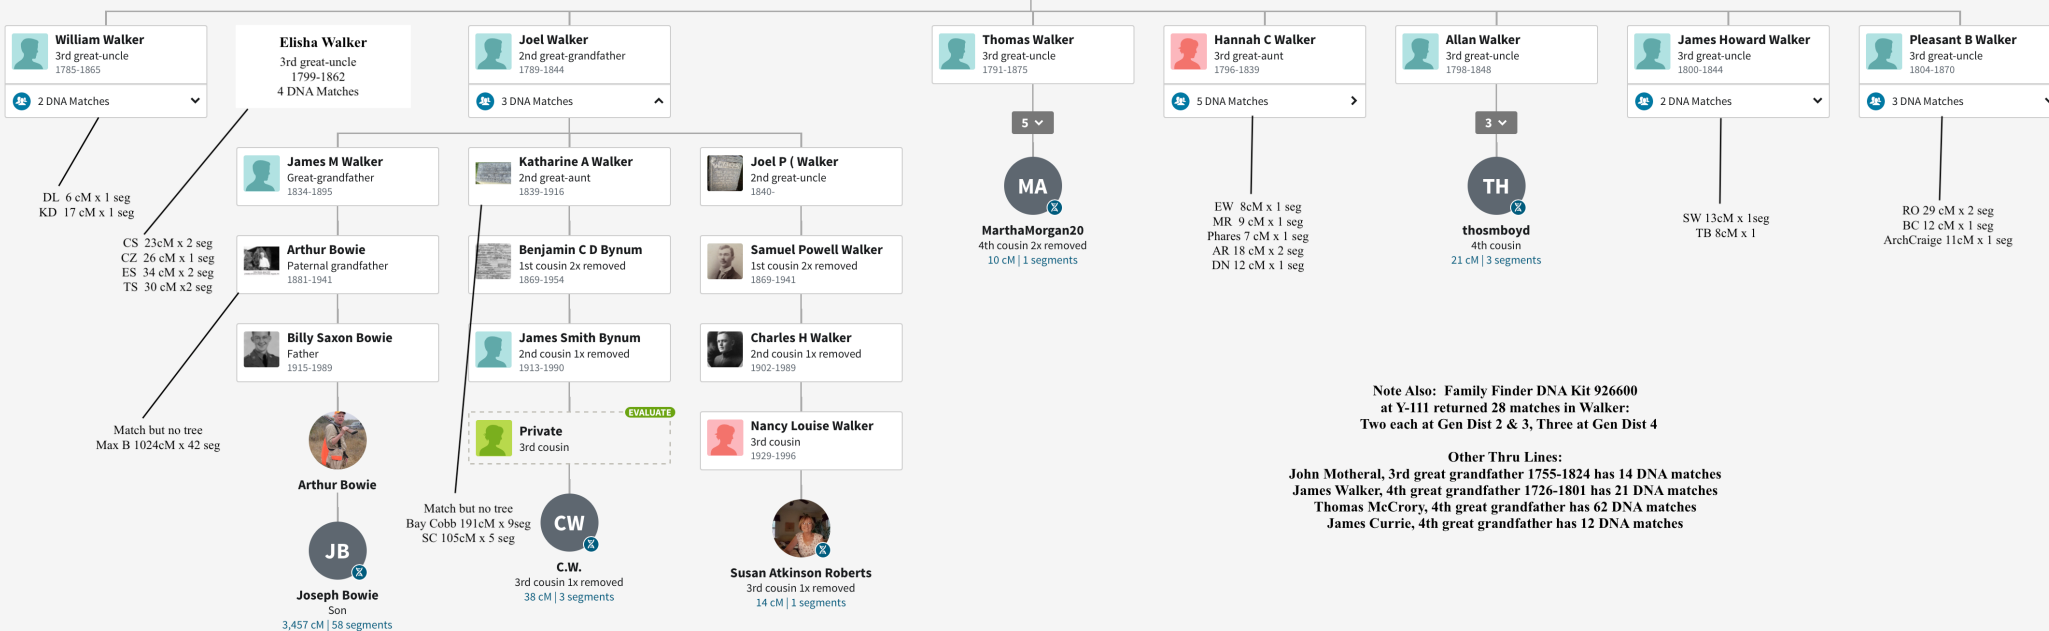 William Walker
3rd great-uncle
1785-1865
2 DNA Matches
Elisha Walker
3rd great-uncle
1799-1862
4 DNA Matches
Joel Walker
2nd great-grandfather
1789-1844
3 DNA Matches
Thomas Walker
3rd great-uncle
1791-1875
Hannah C Walker
3rd great-aunt
1796-1839
5 DNA Matches
Allan Walker
3rd great-uncle
1798-1848
James Howard Walker
3rd great-uncle
1800-1844
2 DNA Matches
Pleasant B Walker
3rd great-uncle
1804-1870
3 DNA Matches
DL 6 cM x 1 seg
KD 17 cM x 1 seg
CS 23cM x 2 seg
CZ 26 cM x 1 seg
ES 34 cM x 2 seg
TS 30 cM x2 seg
James M Walker
Great-grandfather
1834-1895
Katharine A Walker
2nd great-aunt
1839-1916
Joel P ( Walker
2nd great-uncle
1840-
5
MA
MarthaMorgan20
4th cousin 2x removed
10 cM | 1 segments
EW 8cM x 1 seg
MR 9 cM x 1 seg
Phares 7 cM x 1 seg
AR 18 cM x 2 seg
DN 12 cM x 1 seg
3
TH
thosmboyd
4th cousin
21 cM | 3 segments
SW 13cM x 1seg
TB 8cM x 1
RO 29 cM x 2 seg
BC 12 cM x 1 seg
ArchCraige 11cM x 1 seg
Arthur Bowie
Paternal grandfather
1881-1941
Benjamin C D Bynum
1st cousin 2x removed
1869-1954
Samuel Powell Walker
1st cousin 2x removed
1869-1941
Billy Saxon Bowie
Father
1915-1989
James Smith Bynum
2nd cousin 1x removed
1913-1990
Charles H Walker
2nd cousin 1x removed
1902-1989
Match but no tree
Max B 1024cM x 42 seg
Arthur Bowie
EVALUATE
Private
3rd cousin
Nancy Louise Walker
3rd cousin
1929-1996
JB
Joseph Bowie
Son
3,457 cM | 58 segments
Match but no tree
Bay Cobb 191cM x 9seg
SC 105cM x 5 seg
CW
C.W.
3rd cousin 1x removed
38 cM | 3 segments
Susan Atkinson Roberts
3rd cousin 1x removed
14 cM | 1 segments
Note Also: Family Finder DNA Kit 926600
at Y-111 returned 28 matches in Walker:
Two each at Gen Dist 2 & 3, Three at Gen Dist 4
Other Thru Lines:
John Motheral, 3rd great grandfather 1755-1824 has 14 DNA matches
James Walker, 4th great grandfather 1726-1801 has 21 DNA matches
Thomas McCrory, 4th great grandfather has 62 DNA matches
James Currie, 4th great grandfather has 12 DNA matches